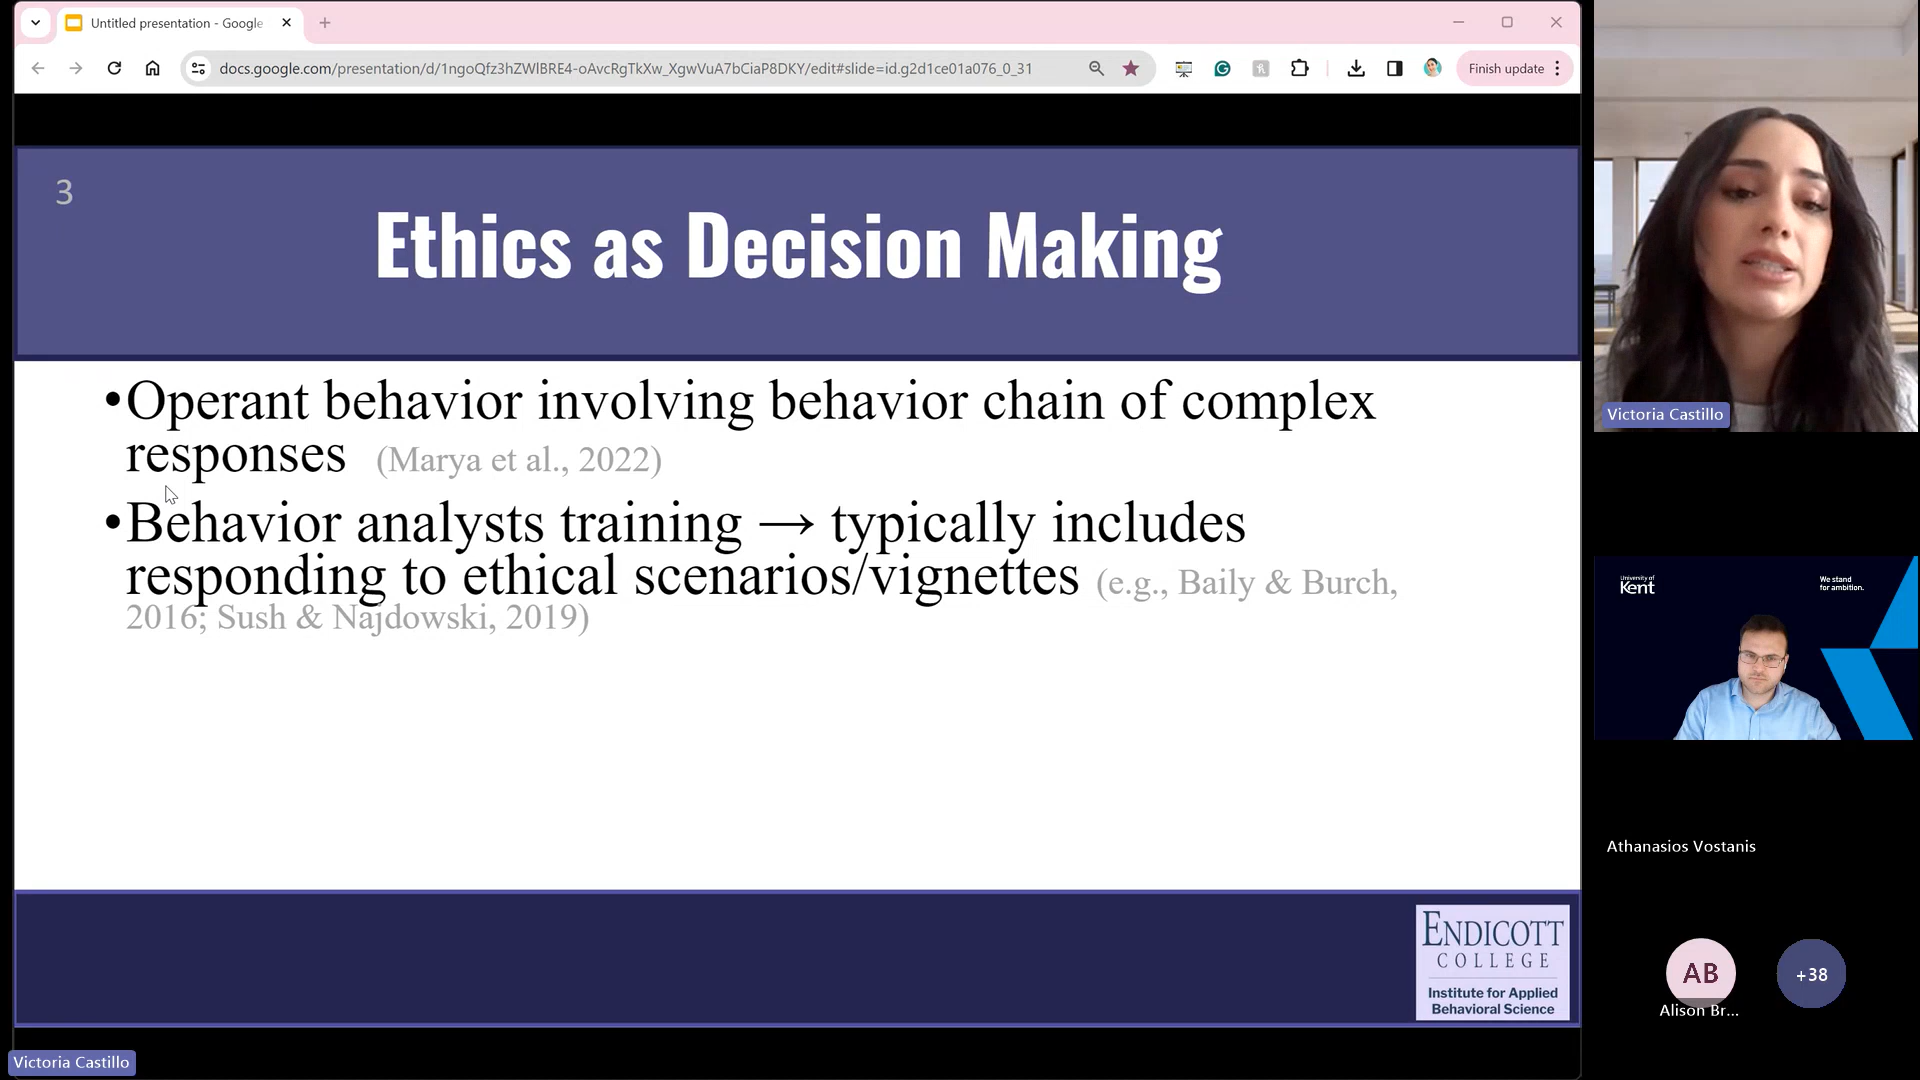 Untitled presentation - Google
docs.google.com/presentation/d/1ngoQfz3hZWlBRE4-oAvcRgTkXw_XgwVuA7bCiaP8DKY/edit#slide=id.g2d1ce01a076_0_31
Finish update
3
Ethics as Decision Making
•Operant behavior involving behavior chain of complex
responses (Marya et al., 2022)
•Behavior analysts training → typically includes
responding to ethical scenarios/vignettes (e.g., Baily & Burch,
2016; Sush & Najdowski, 2019)
ENDICOTT
COLLEGE
Institute for Applied
Behavioral Science
Victoria Castillo
Victoria Castillo
University of
Kent
We stand
for ambition.
Athanasios Vostanis
AB
Alison Br...
+38